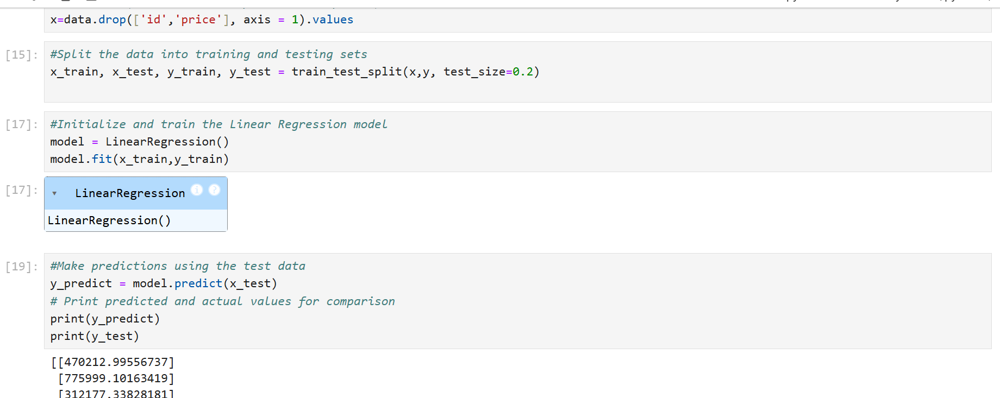 x=data.drop(['id','price'], axis = 1).values
[15]:
#Split the data into training and testing sets
x_train, x_test, y_train, y_test = train_test_split(x,y, test_size=0.2)
[17]:
#Initialize and train the Linear Regression model
model = LinearRegression()
model.fit(x_train,y_train)
[17]:
▾ LinearRegression i ?
LinearRegression()
[19]:
#Make predictions using the test data
y_predict = model.predict(x_test)
# Print predicted and actual values for comparison
print(y_predict)
print(y_test)
[[470212.99556737]
[775999.10163419]
[312177.33828181]